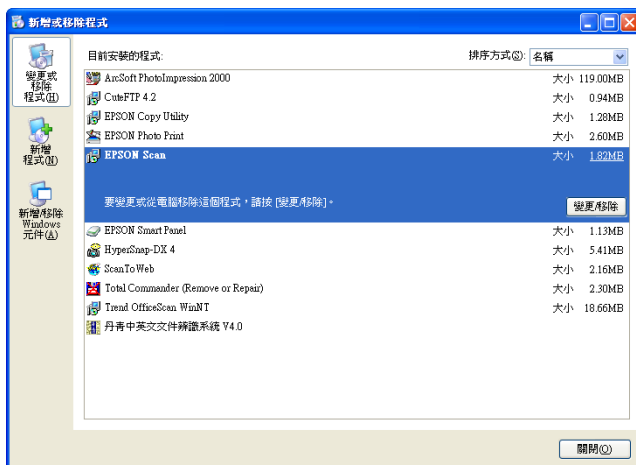 新增或移除程式
變更或
移除
程式(H)
新增
程式(N)
新增/移除
Windows
元件(A)
目前安裝的程式: 排序方式(S): 名稱
ArcSoft PhotoImpression 2000 大小 119.00MB
CuteFTP 4.2 大小 0.94MB
EPSON Copy Utility 大小 1.28MB
EPSON Photo Print 大小 2.60MB
EPSON Scan 大小 1.82MB
要變更或從電腦移除這個程式，請按 [變更/移除]。 變更/移除
EPSON Smart Panel 大小 1.13MB
HyperSnap-DX 4 大小 5.41MB
ScanToWeb 大小 2.16MB
Total Commander (Remove or Repair) 大小 2.30MB
Trend OfficeScan WinNT 大小 18.66MB
丹青中英文文件辨識系統 V4.0
關閉(O)